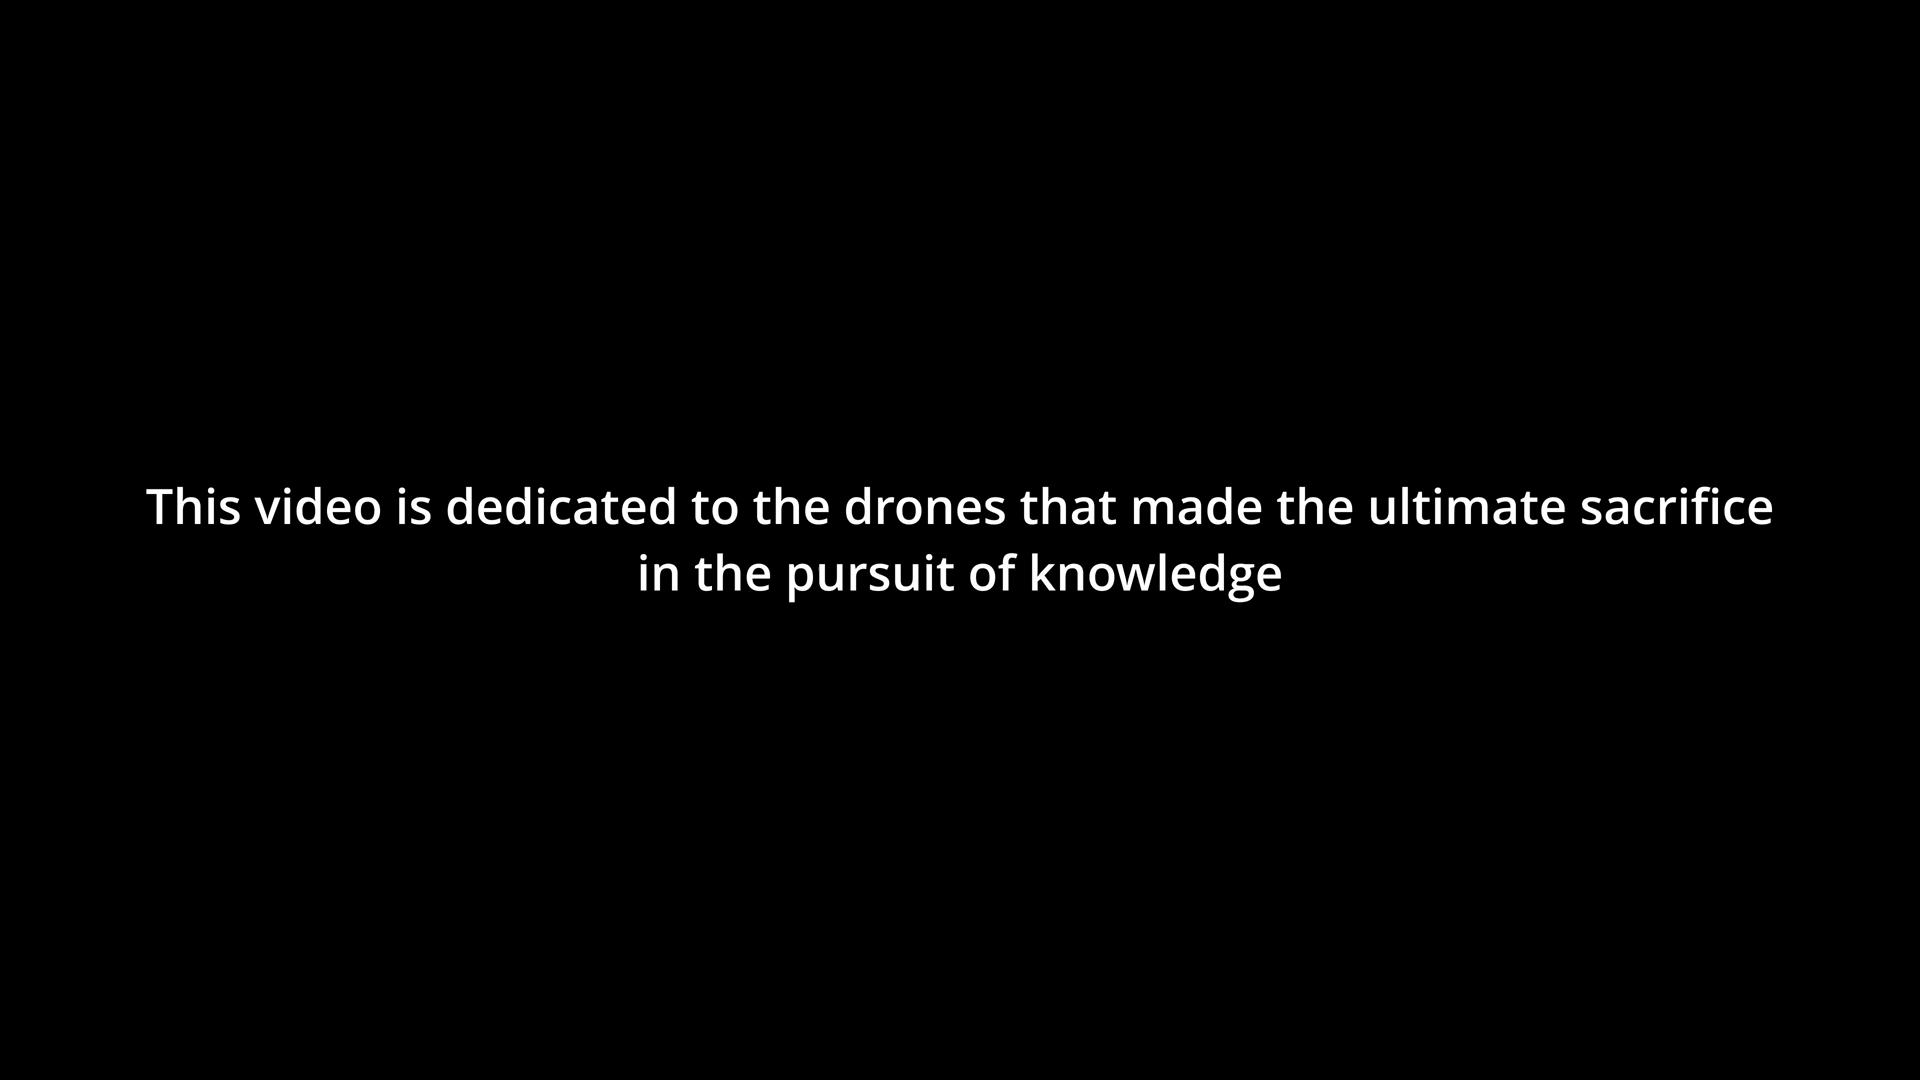 This video is dedicated to the drones that made the ultimate sacrifice
in the pursuit of knowledge